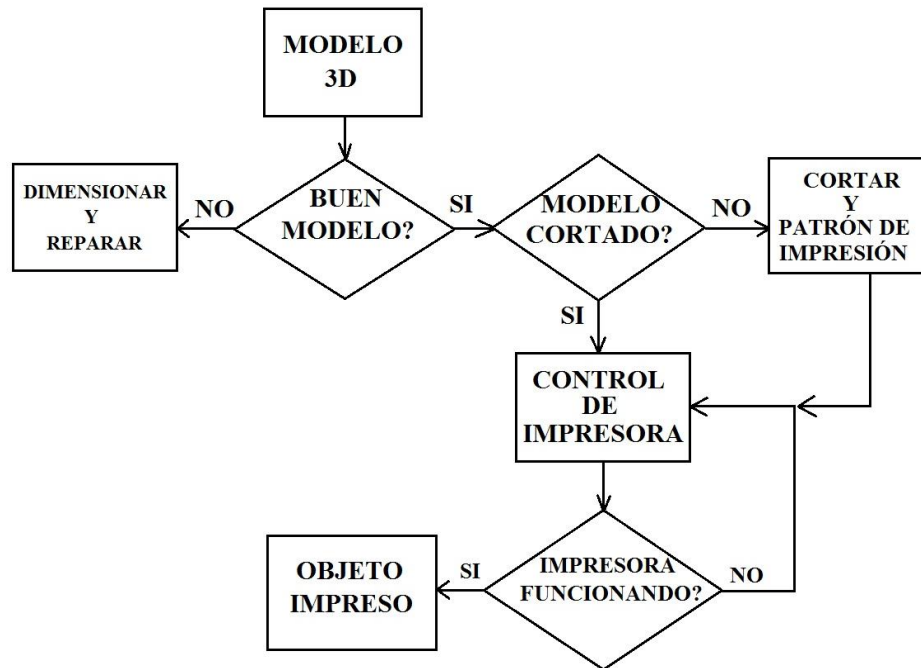 MODELO
3D
DIMENSIONAR
Y
REPARAR
NO
BUEN
MODELO?
SI
MODELO
CORTADO?
NO
CORTAR
Y
PATRÓN DE
IMPRESIÓN
SI
CONTROL
DE
IMPRESORA
OBJETO
IMPRESO
SI
IMPRESORA
FUNCIONANDO?
NO